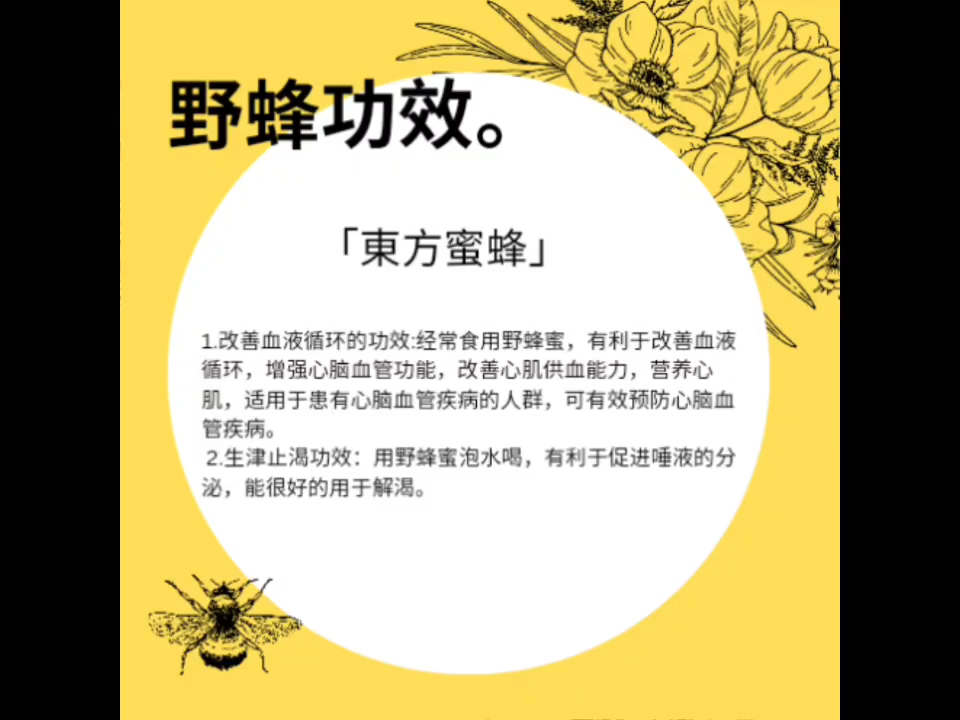 野蜂功效。
「東方蜜蜂」
1.改善血液循环的功效:经常食用野蜂蜜，有利于改善血液
循环，增强心脑血管功能，改善心肌供血能力，营养心
肌，适用于患有心脑血管疾病的人群，可有效预防心脑血
管疾病。
2.生津止渴功效：用野蜂蜜泡水喝，有利于促进唾液的分
泌，能很好的用于解渴。